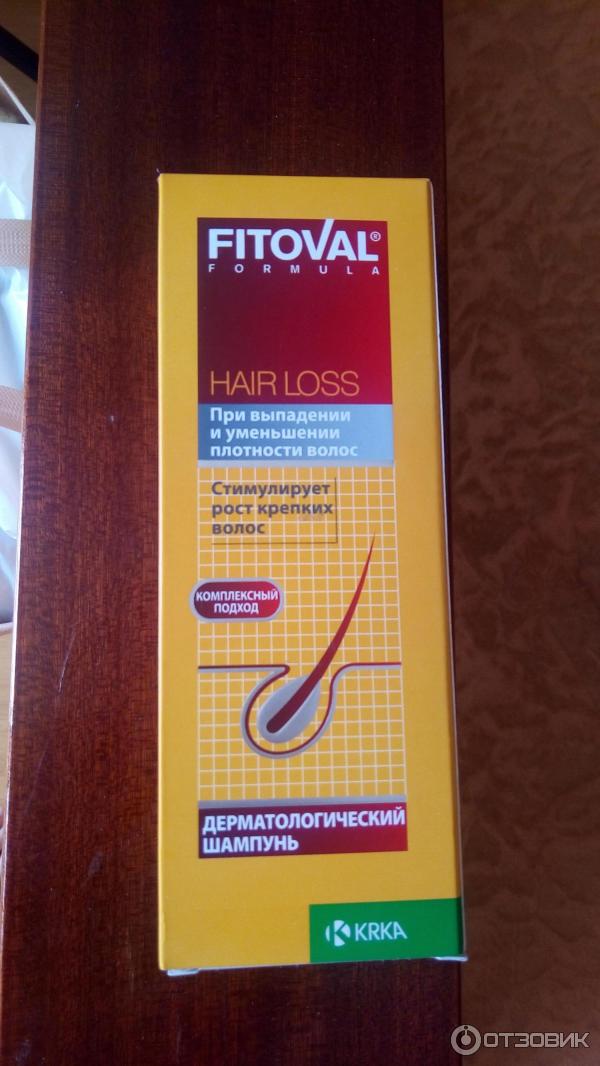 FITOVAL®
FORMULA
HAIR LOSS
При выпадении
и уменьшении
плотности волос
Стимулирует
рост крепких
волос
КОМПЛЕКСНЫЙ
ПОДХОД
ДЕРМАТОЛОГИЧЕСКИЙ
ШАМПУНЬ
KRKA
ОТЗОВИК